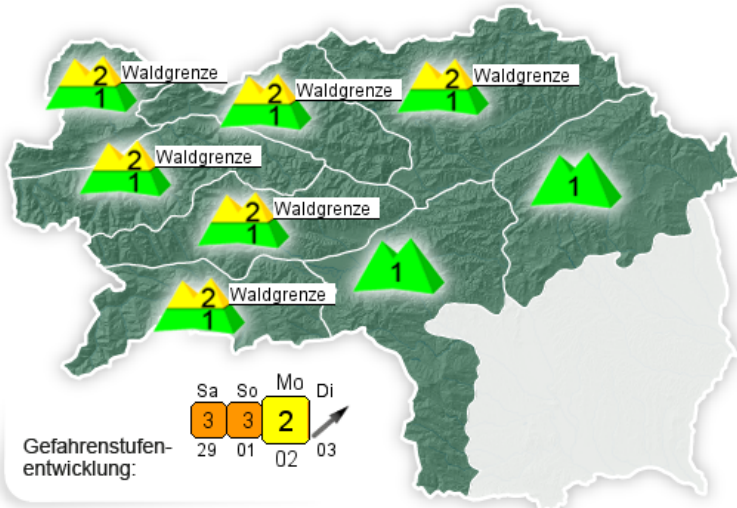 2 Waldgrenze
1
2 Waldgrenze
1
2 Waldgrenze
1
2 Waldgrenze
1
1
2 Waldgrenze
1
1
2 Waldgrenze
1
Sa So Mo Di
3 3 2
29 01 02 03
Gefahrenstufen-
entwicklung: